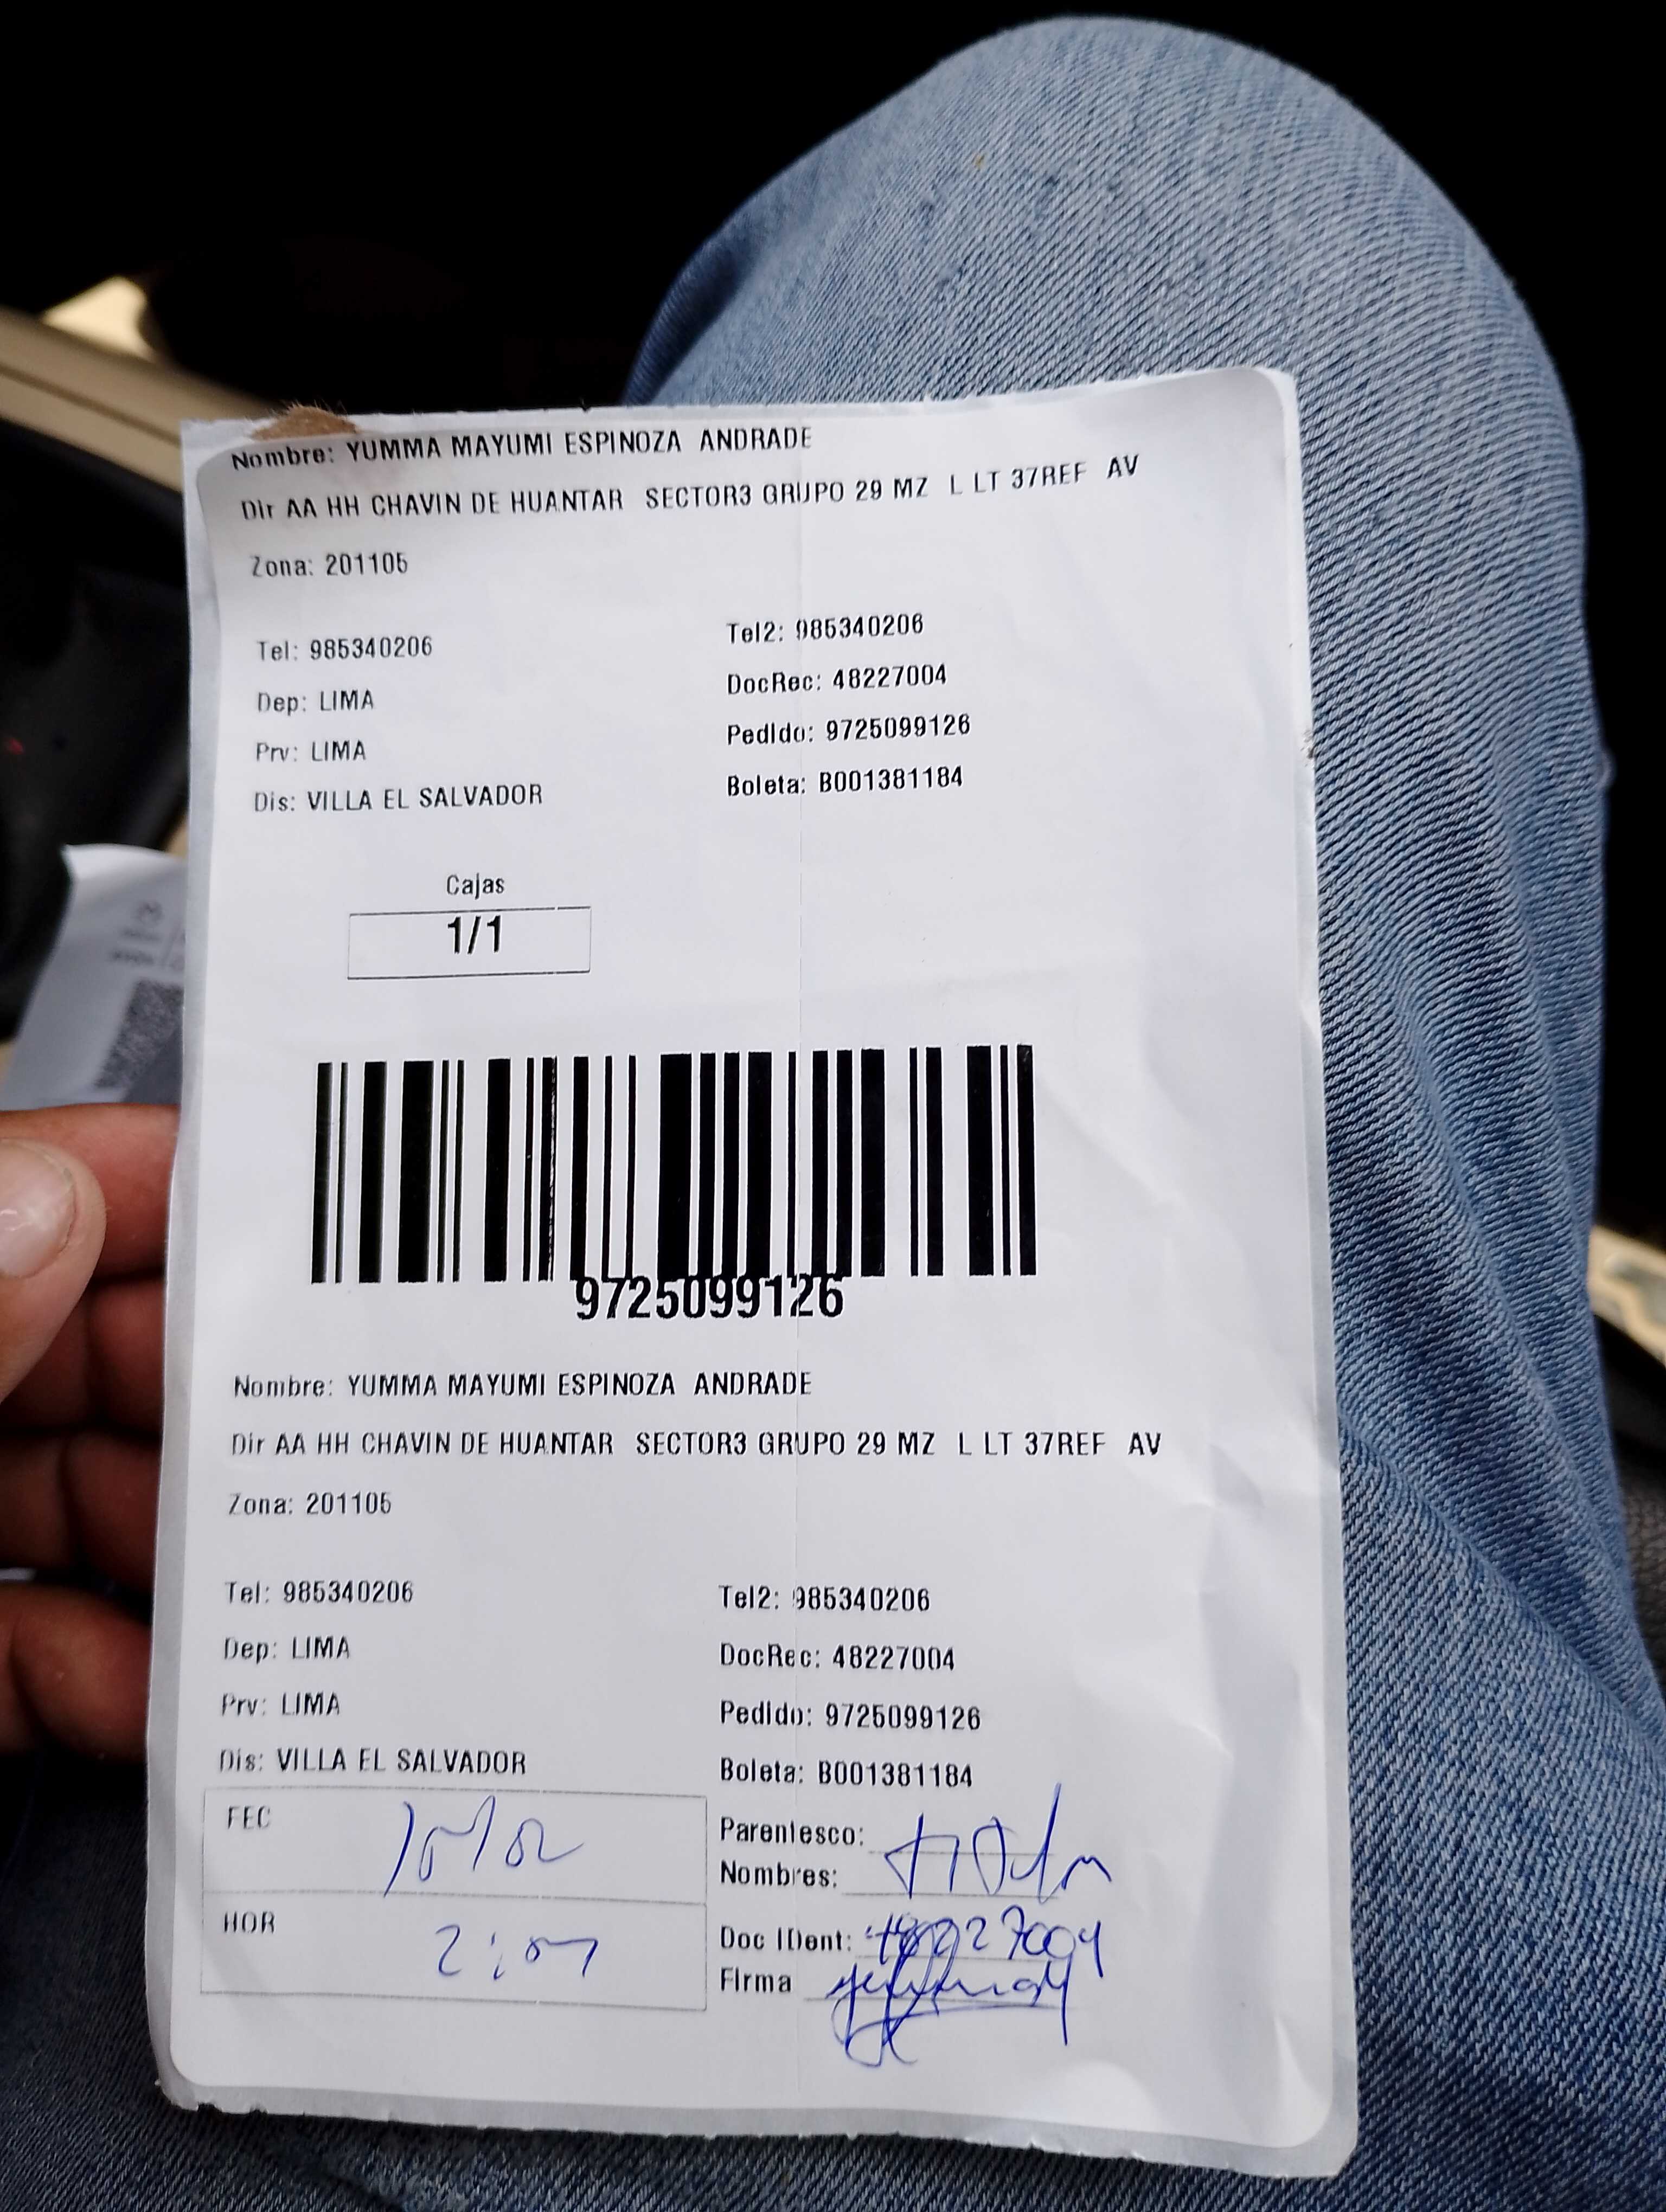 Nombre: YUMMA MAYUMI ESPINOZA ANDRADE
Dir AA HH CHAVIN DE HUANTAR SECTOR3 GRUPO 29 MZ L LT 37REF AV
Zona: 201105
Tel: 985340206 Tel2: 985340206
Dep: LIMA DocRec: 48227004
Prv: LIMA Pedido: 9725099126
Dis: VILLA EL SALVADOR Boleta: B001381184
Cajas
1/1
9725099126
Nombre: YUMMA MAYUMI ESPINOZA ANDRADE
Dir AA HH CHAVIN DE HUANTAR SECTOR3 GRUPO 29 MZ L LT 37REF AV
Zona: 201105
Tel: 985340206 Tel2: 985340206
Dep: LIMA DocRec: 48227004
Prv: LIMA Pedido: 9725099126
Dis: VILLA EL SALVADOR Boleta: B001381184
FEC
Parentesco:
Nombres:
HOR
Doc IDent: 48227004
Firma